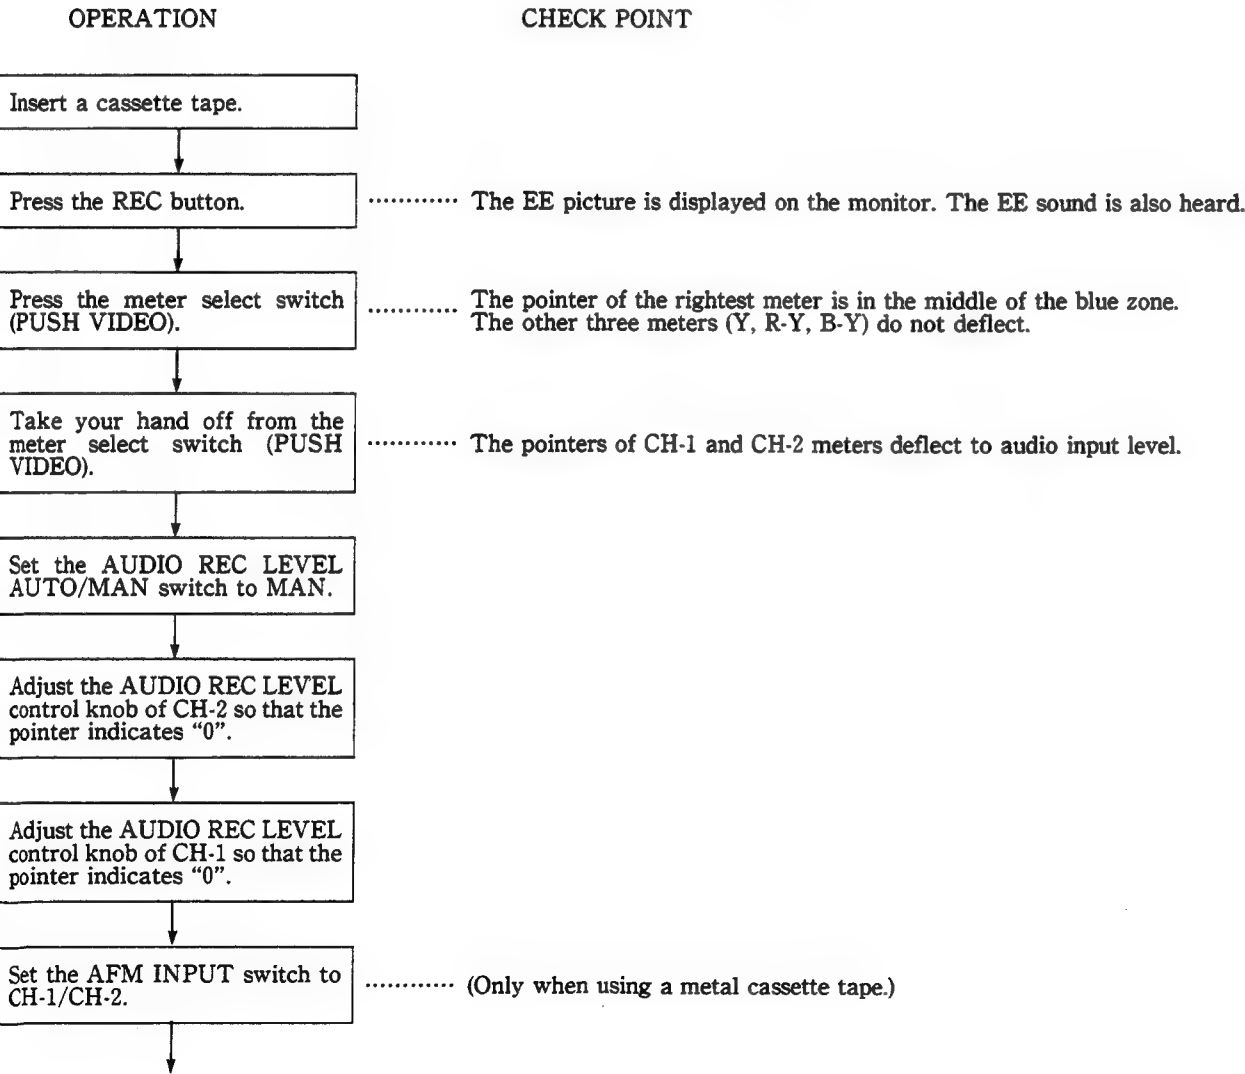 OPERATION
CHECK POINT
Insert a cassette tape.
Press the REC button.
············ The EE picture is displayed on the monitor. The EE sound is also heard.
Press the meter select switch
(PUSH VIDEO).
············ The pointer of the rightest meter is in the middle of the blue zone.
The other three meters (Y, R-Y, B-Y) do not deflect.
Take your hand off from the
meter select switch (PUSH
VIDEO).
············ The pointers of CH-1 and CH-2 meters deflect to audio input level.
Set the AUDIO REC LEVEL
AUTO/MAN switch to MAN.
Adjust the AUDIO REC LEVEL
control knob of CH-2 so that the
pointer indicates “0”.
Adjust the AUDIO REC LEVEL
control knob of CH-1 so that the
pointer indicates “0”.
Set the AFM INPUT switch to
CH-1/CH-2.
············ (Only when using a metal cassette tape.)